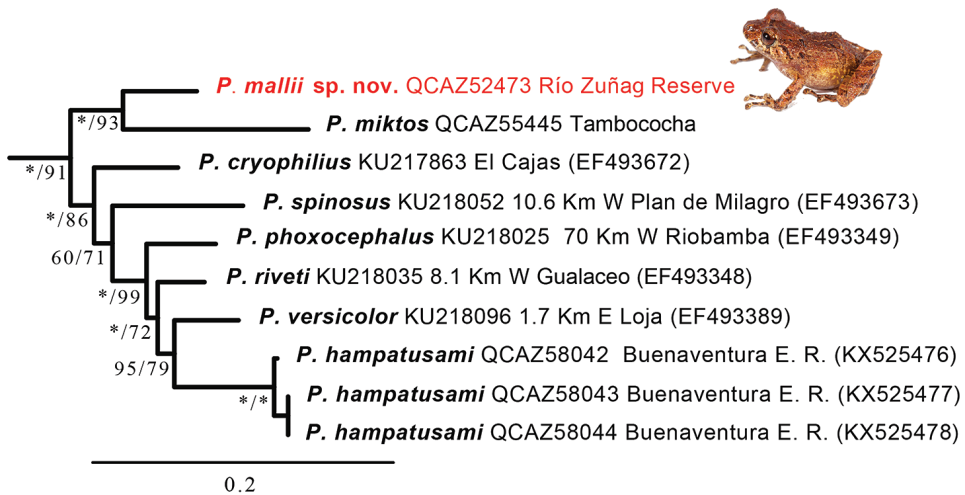 P. mallii sp. nov. QCAZ52473 Río Zuñag Reserve
*/93
P. miktos QCAZ55445 Tambococha
*/91
P. cryophilius KU217863 El Cajas (EF493672)
*/86
P. spinosus KU218052 10.6 Km W Plan de Milagro (EF493673)
60/71
P. phoxocephalus KU218025 70 Km W Riobamba (EF493349)
*/99
P. riveti KU218035 8.1 Km W Gualaceo (EF493348)
*/72
P. versicolor KU218096 1.7 Km E Loja (EF493389)
95/79
P. hampatusami QCAZ58042 Buenaventura E. R. (KX525476)
*/*
P. hampatusami QCAZ58043 Buenaventura E. R. (KX525477)
P. hampatusami QCAZ58044 Buenaventura E. R. (KX525478)
0.2